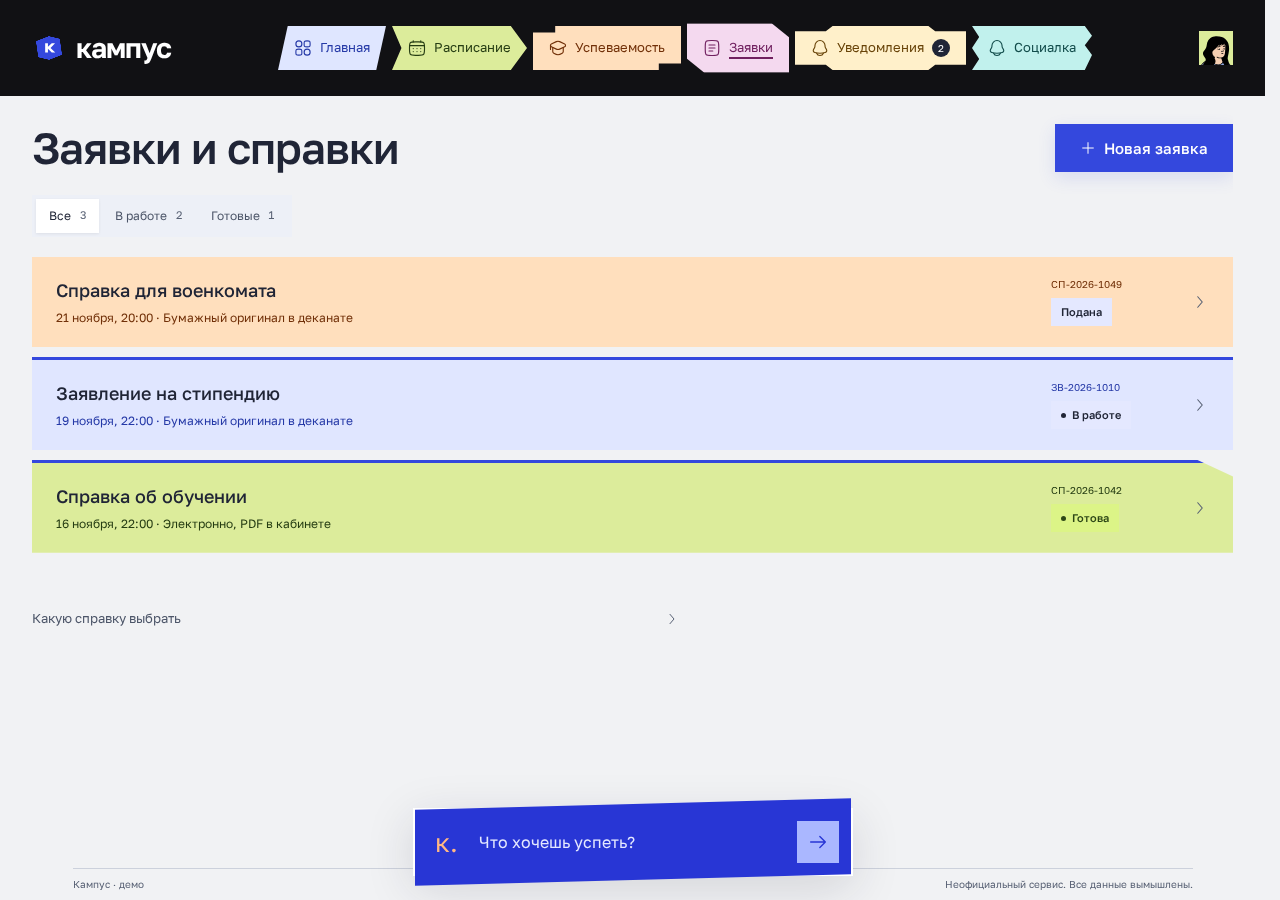 кампус
Главная
Расписание
Успеваемость
Заявки
Уведомления 2
Социалка
Заявки и справки
Новая заявка
Все 3
В работе 2
Готовые 1
Справка для военкомата
21 ноября, 20:00 · Бумажный оригинал в деканате
СП-2026-1049
Подана
Заявление на стипендию
19 ноября, 22:00 · Бумажный оригинал в деканате
ЗВ-2026-1010
В работе
Справка об обучении
16 ноября, 22:00 · Электронно, PDF в кабинете
СП-2026-1042
Готова
Какую справку выбрать
к.
Что хочешь успеть?
Кампус · демо
Неофициальный сервис. Все данные вымышлены.